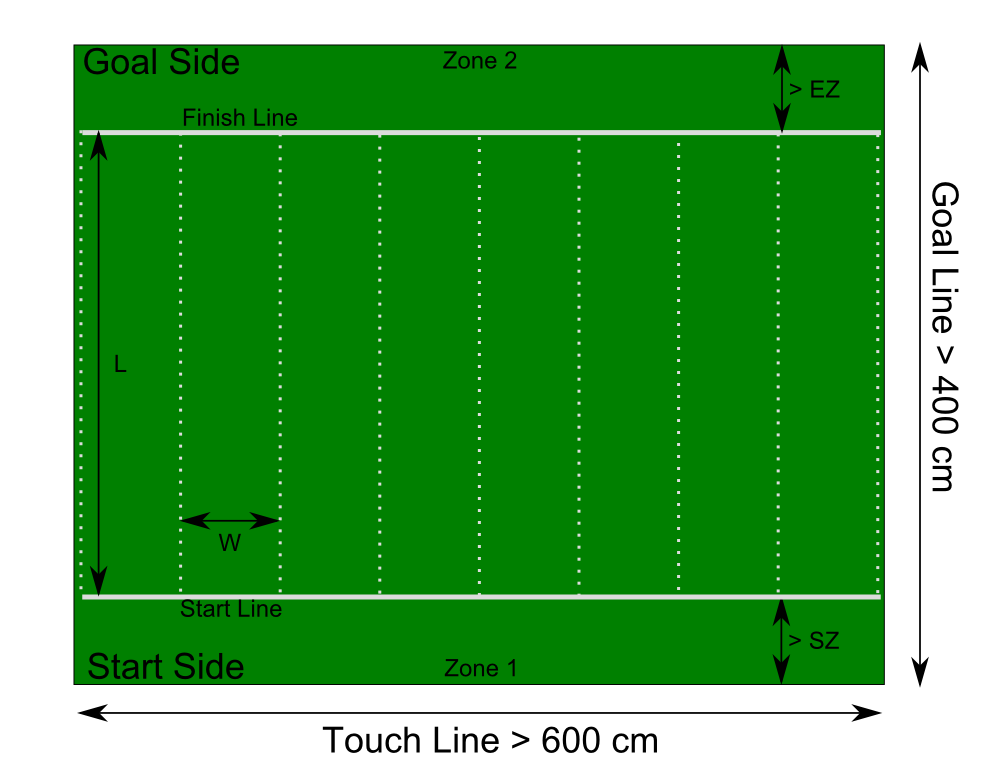 Goal Side
Zone 2
> EZ
Finish Line
Goal Line > 400 cm
L
W
Start Line
> SZ
Start Side
Zone 1
Touch Line > 600 cm